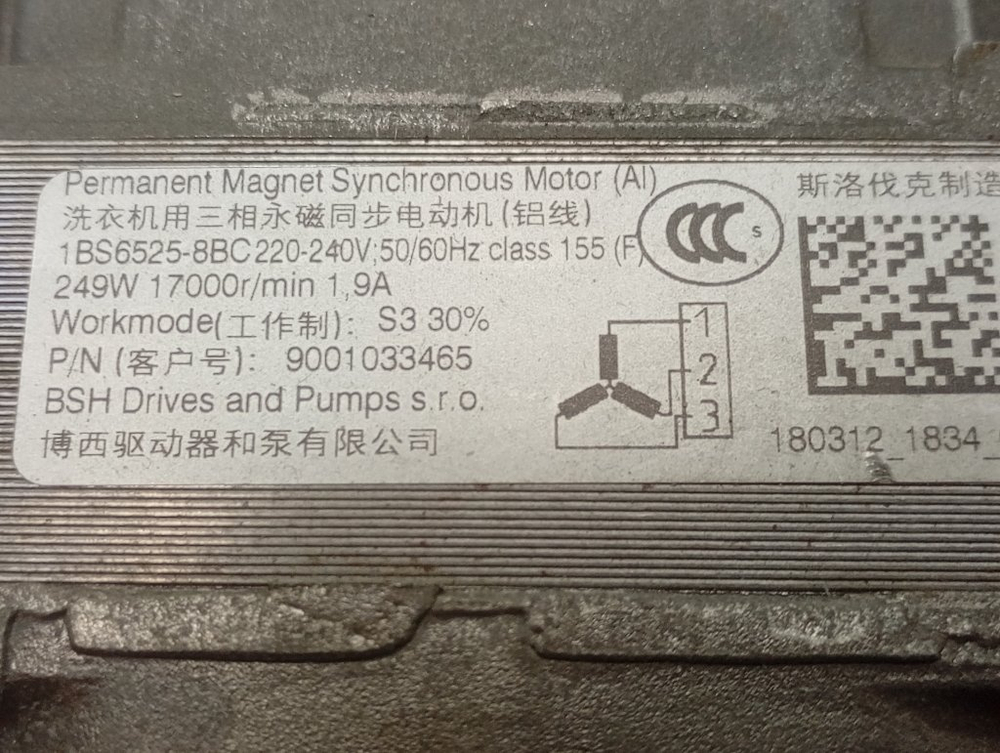 Permanent Magnet Synchronous Motor (Al)
洗衣机用三相永磁同步电动机(铝线)
1BS6525-8BC 220-240V;50/60Hz class 155 (F)
249W 17000r/min 1,9A
Workmode(工作制): S3 30%
P/N (客户号): 9001033465
BSH Drives and Pumps s.r.o.
博西驱动器和泵有限公司
CCC S
1
2
3
斯洛伐克制造
180312_1834_